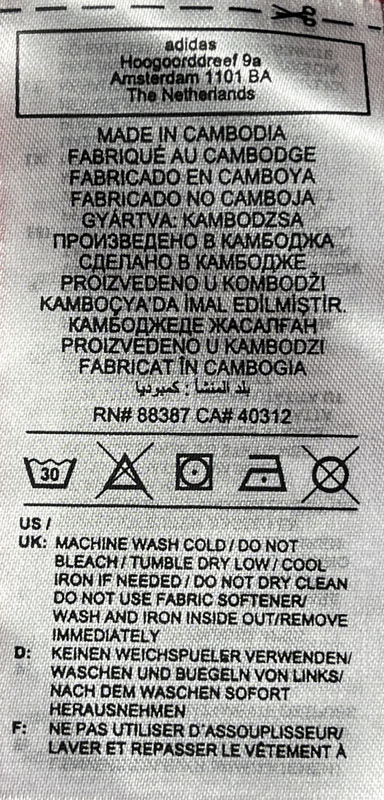 adidas
Hoogoorddreef 9a
Amsterdam 1101 BA
The Netherlands
MADE IN CAMBODIA
FABRIQUÉ AU CAMBODGE
FABRICADO EN CAMBOYA
FABRICADO NO CAMBOJA
GYÁRTVA: KAMBODZSA
ПРОИЗВЕДЕНО В КАМБОДЖА
СДЕЛАНО В КАМБОДЖЕ
PROIZVEDENO U KOMBODŽI
KAMBOÇYA'DA İMAL EDİLMİŞTİR.
КАМБОДЖЕДЕ ЖАСАЛҒАН
PROIZVEDENO U KAMBODZI
FABRICAT ÎN CAMBOGIA
بلد المنشأ: كمبوديا
RN# 88387 CA# 40312
30
US /
UK: MACHINE WASH COLD / DO NOT
BLEACH / TUMBLE DRY LOW / COOL
IRON IF NEEDED / DO NOT DRY CLEAN
DO NOT USE FABRIC SOFTENER/
WASH AND IRON INSIDE OUT/REMOVE
IMMEDIATELY
D: KEINEN WEICHSPUELER VERWENDEN/
WASCHEN UND BUEGELN VON LINKS/
NACH DEM WASCHEN SOFORT
HERAUSNEHMEN
F: NE PAS UTILISER D'ASSOUPLISSEUR/
LAVER ET REPASSER LE VÊTEMENT À